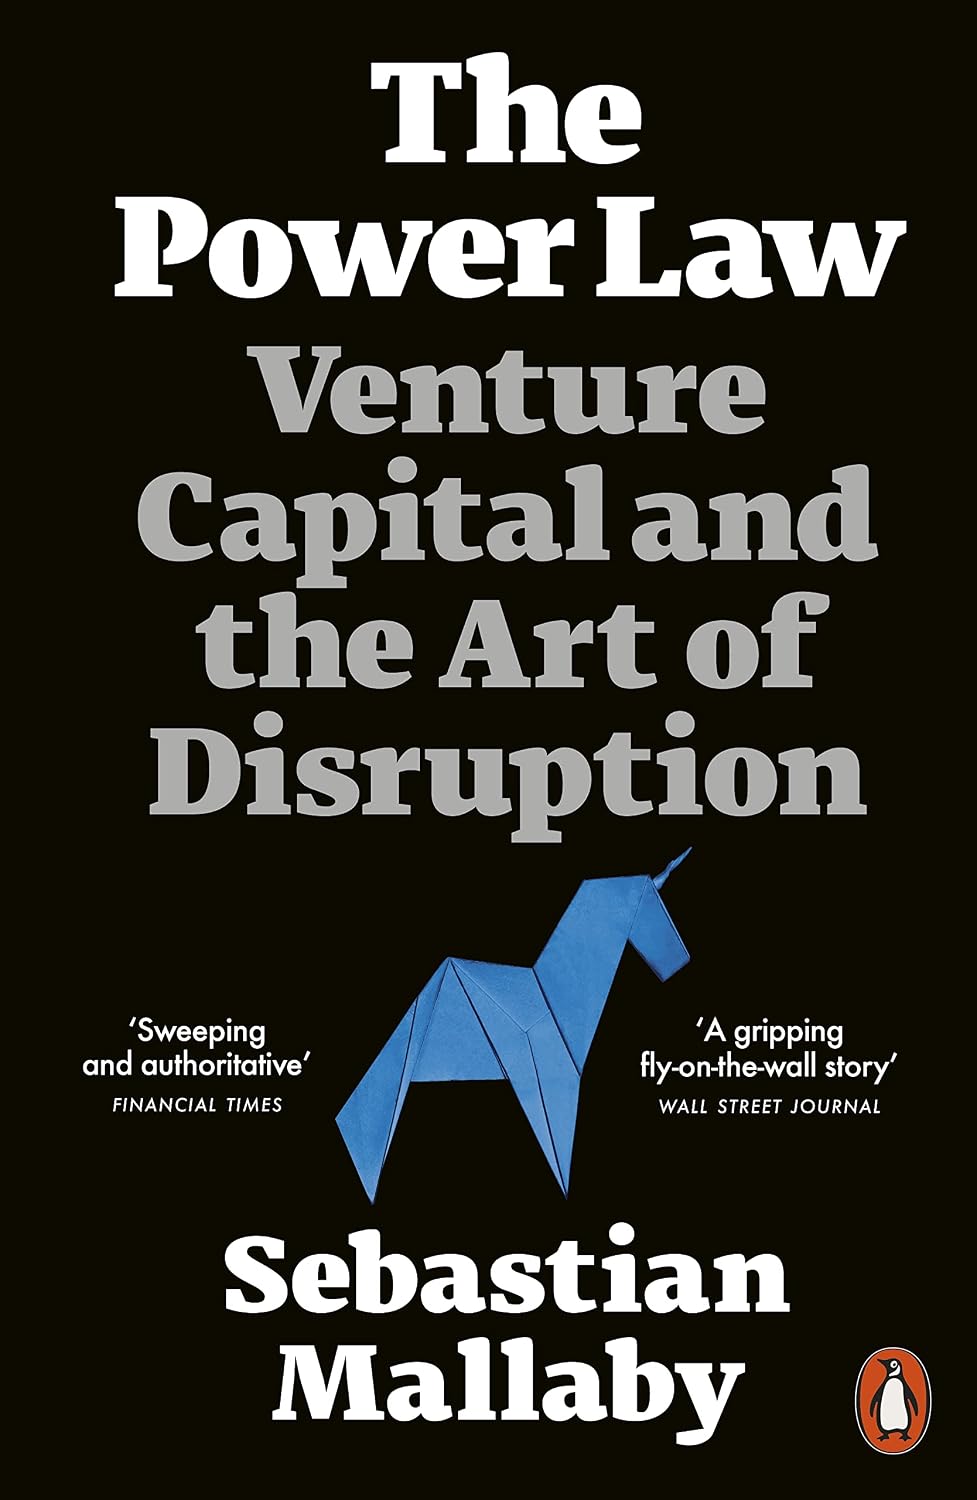 The
Power Law
Venture
Capital and
the Art of
Disruption
‘Sweeping
and authoritative’
FINANCIAL TIMES
‘A gripping
fly-on-the-wall story’
WALL STREET JOURNAL
Sebastian
Mallaby